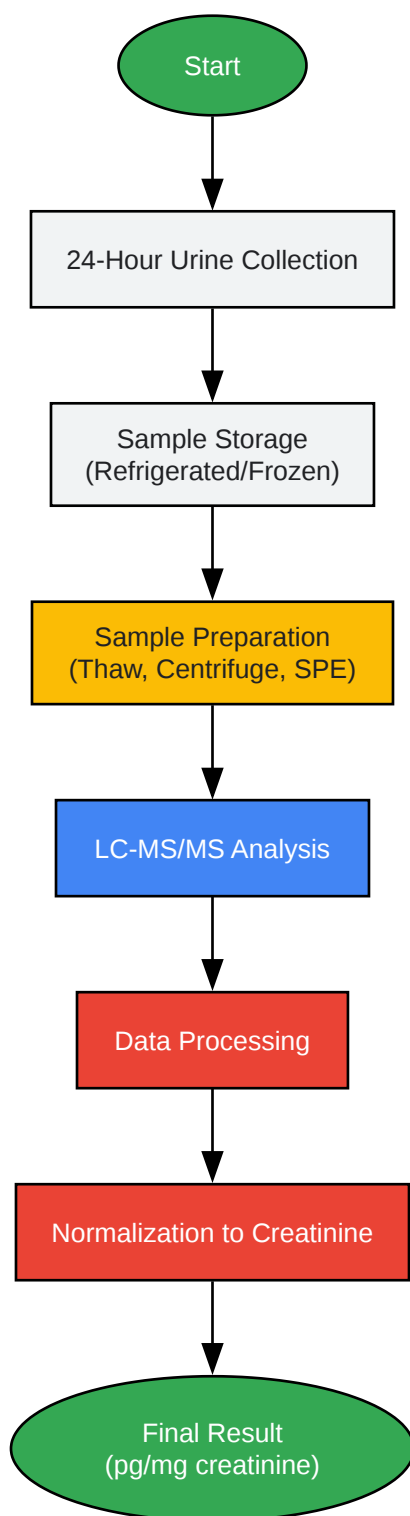 Start
24-Hour Urine Collection
Sample Storage
(Refrigerated/Frozen)
Sample Preparation
(Thaw, Centrifuge, SPE)
LC-MS/MS Analysis
Data Processing
Normalization to Creatinine
Final Result
(pg/mg creatinine)